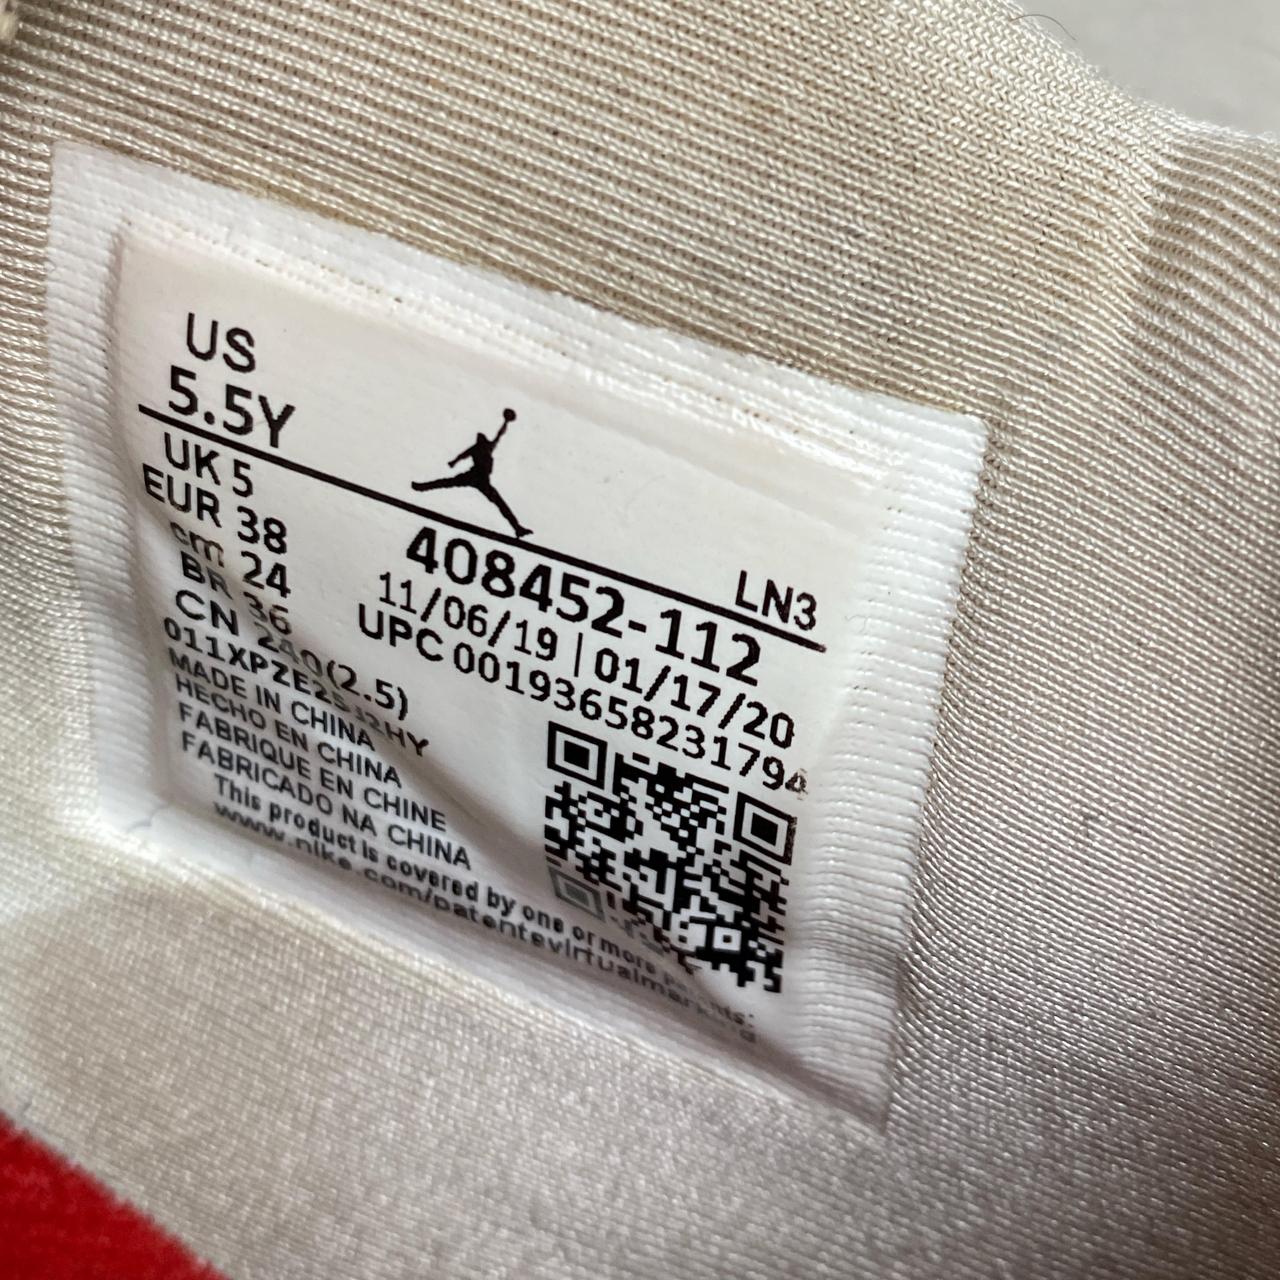 US
5.5Y
UK 5
EUR 38
cm 24
BR 36
CN 240(2.5)
LN3
408452-112
11/06/19 | 01/17/20
UPC 00193658231794
MADE IN CHINA
HECHO EN CHINA
FABRIQUE EN CHINE
FABRICADO NA CHINA
This product is covered by one or more patents:
www.nike.com/patentsvirtualmarking